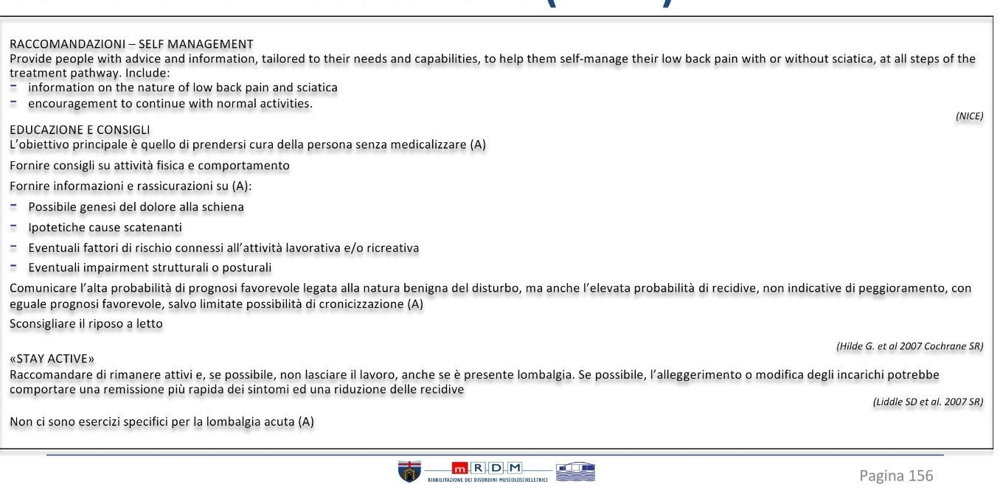 RACCOMANDAZIONI – SELF MANAGEMENT
Provide people with advice and information, tailored to their needs and capabilities, to help them self-manage their low back pain with or without sciatica, at all steps of the
treatment pathway. Include:
- information on the nature of low back pain and sciatica
- encouragement to continue with normal activities.
(NICE)
EDUCAZIONE E CONSIGLI
L’obiettivo principale è quello di prendersi cura della persona senza medicalizzare (A)
Fornire consigli su attività fisica e comportamento
Fornire informazioni e rassicurazioni su (A):
- Possibile genesi del dolore alla schiena
- Ipotetiche cause scatenanti
- Eventuali fattori di rischio connessi all’attività lavorativa e/o ricreativa
- Eventuali impairment strutturali o posturali
Comunicare l’alta probabilità di prognosi favorevole legata alla natura benigna del disturbo, ma anche l’elevata probabilità di recidive, non indicative di peggioramento, con
eguale prognosi favorevole, salvo limitate possibilità di cronicizzazione (A)
Sconsigliare il riposo a letto
(Hilde G. et al 2007 Cochrane SR)
«STAY ACTIVE»
Raccomandare di rimanere attivi e, se possibile, non lasciare il lavoro, anche se è presente lombalgia. Se possibile, l’alleggerimento o modifica degli incarichi potrebbe
comportare una remissione più rapida dei sintomi ed una riduzione delle recidive
(Liddle SD et al. 2007 SR)
Non ci sono esercizi specifici per la lombalgia acuta (A)
mRDM
RIABILITAZIONE DEI DISORDINI MUSCOLOSCHELETRICI
Pagina 156